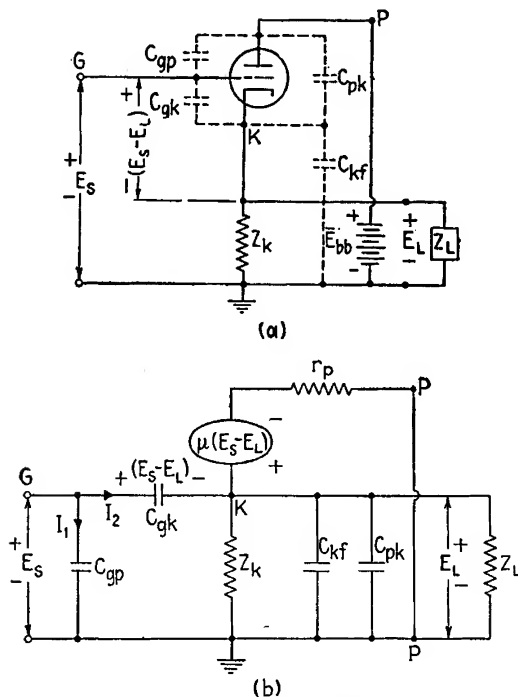 P
G
C_gp
C_pk
C_gk
+
(E_s-E_L)
-
K
+
E_s
-
C_kf
Z_k
+
E_bb
-
+
E_L
-
Z_L
(a)
r_p
P
-
μ(E_s-E_L)
+
G
+ (E_s-E_L) -
I_1
I_2
C_gk
K
+
E_s
-
C_gp
Z_k
C_kf
C_pk
+
E_L
-
Z_L
P
(b)